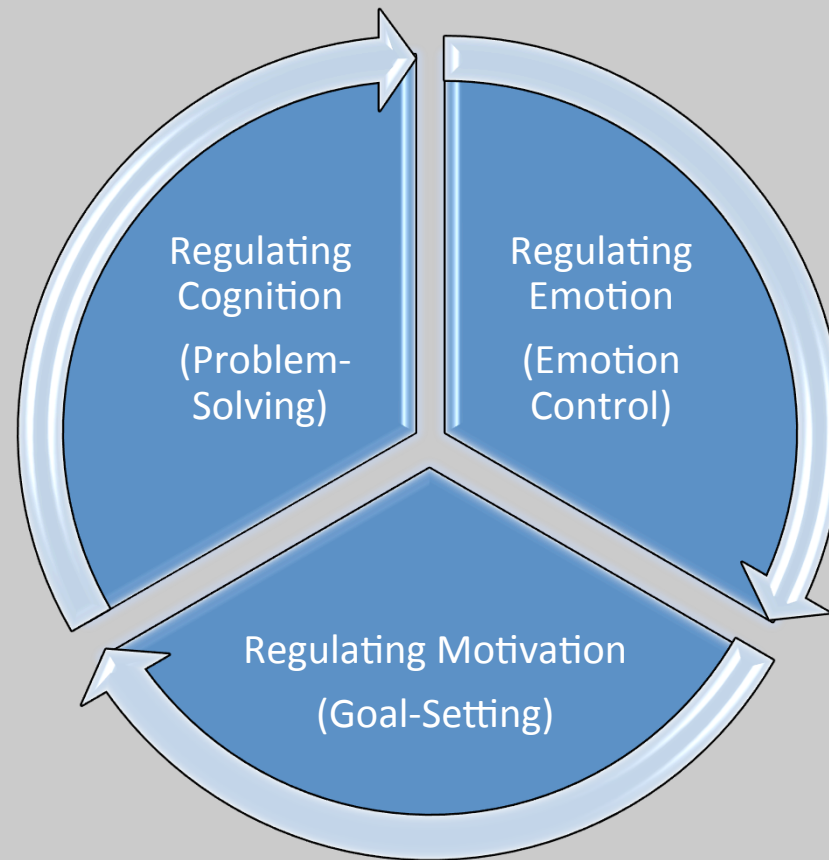 Regulating
Cognition
(Problem-
Solving)
Regulating
Emotion
(Emotion
Control)
Regulating Motivation
(Goal-Setting)